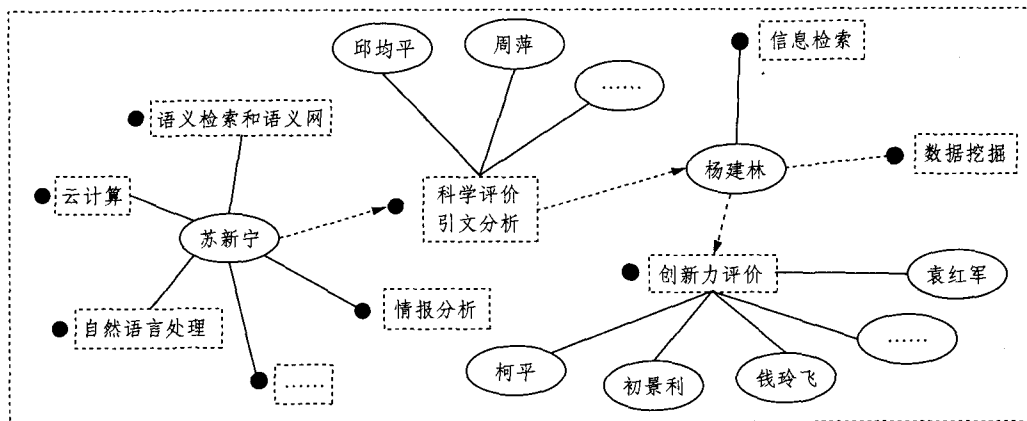 邱均平
周萍
信息检索
……
语义检索和语义网
数据挖掘
杨建林
云计算
科学评价
引文分析
苏新宁
创新力评价
袁红军
情报分析
自然语言处理
……
柯平
初景利
钱玲飞
……